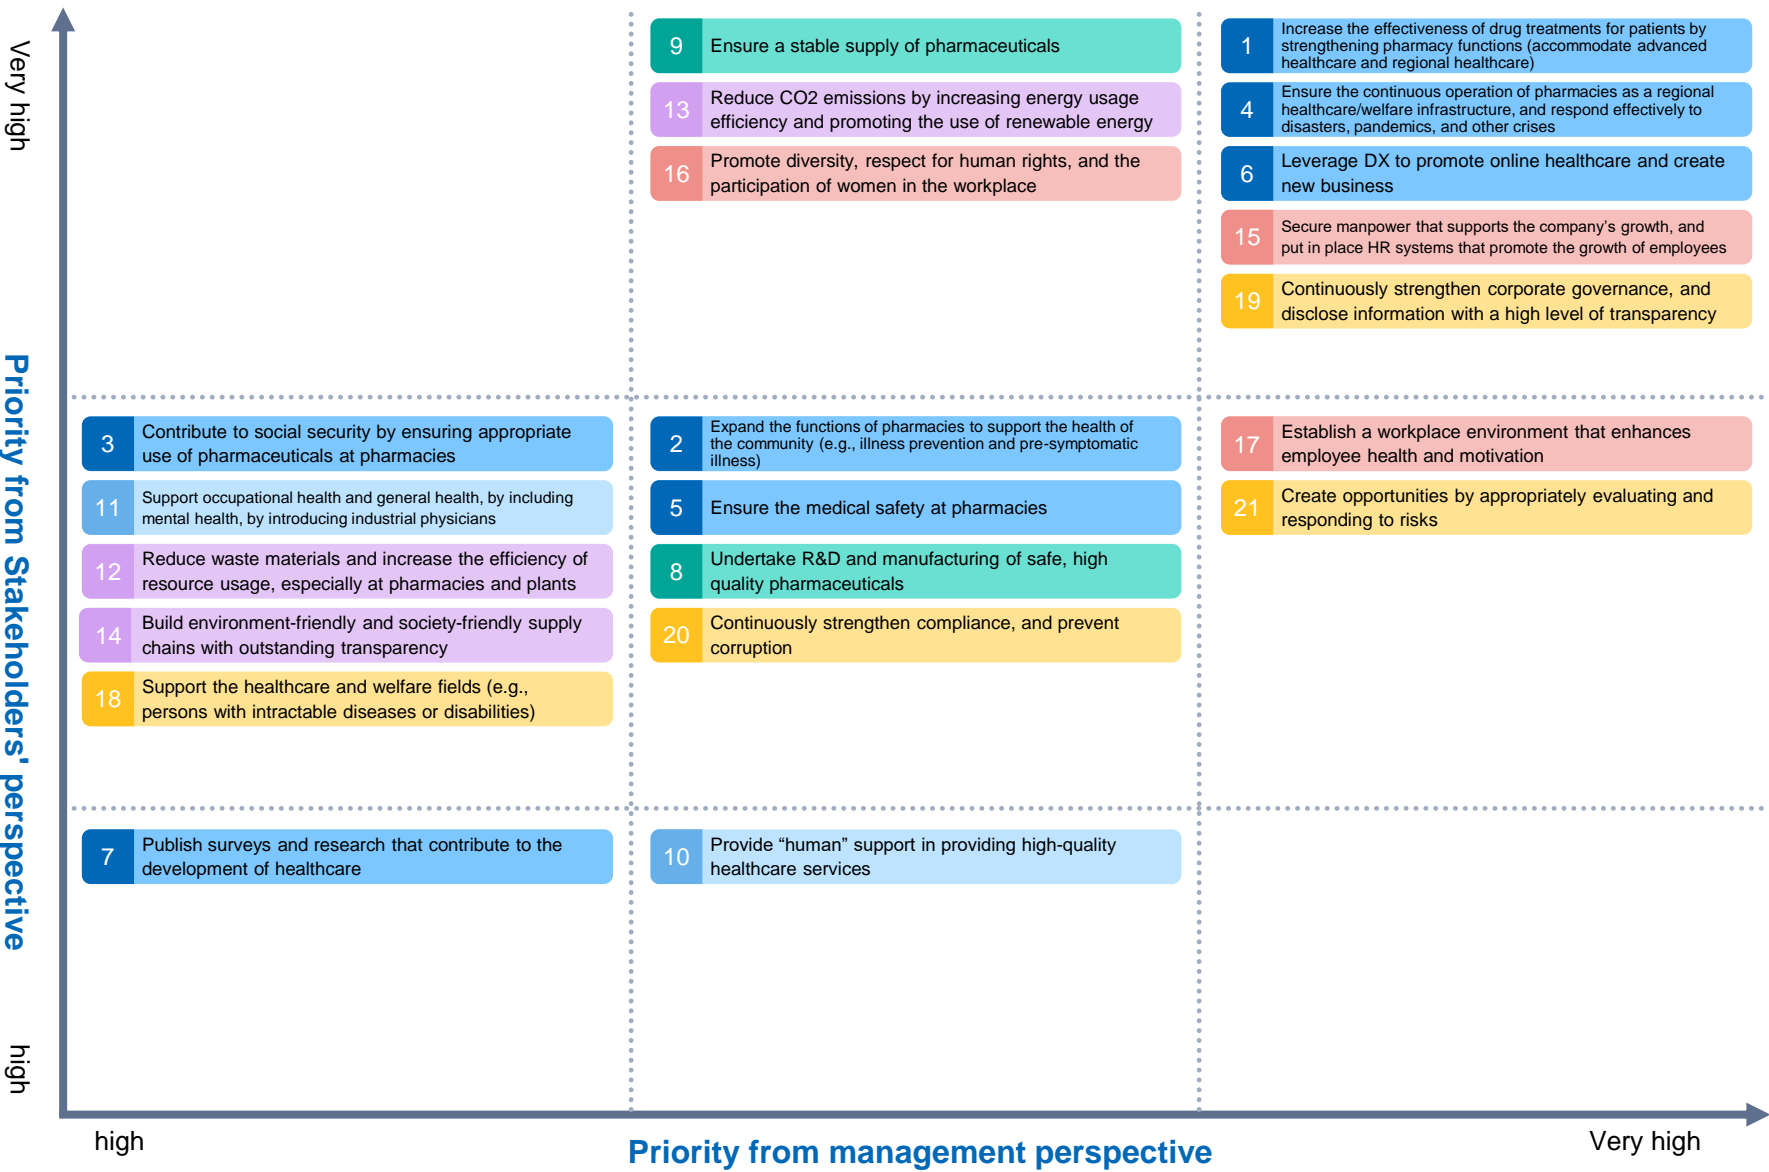 Very high
Priority from Stakeholders' perspective
high
9
Ensure a stable supply of pharmaceuticals
13
Reduce CO2 emissions by increasing energy usage
efficiency and promoting the use of renewable energy
16
Promote diversity, respect for human rights, and the
participation of women in the workplace
1
Increase the effectiveness of drug treatments for patients by
strengthening pharmacy functions (accommodate advanced
healthcare and regional healthcare)
4
Ensure the continuous operation of pharmacies as a regional
healthcare/welfare infrastructure, and respond effectively to
disasters, pandemics, and other crises
6
Leverage DX to promote online healthcare and create
new business
15
Secure manpower that supports the company’s growth, and
put in place HR systems that promote the growth of employees
19
Continuously strengthen corporate governance, and
disclose information with a high level of transparency
3
Contribute to social security by ensuring appropriate
use of pharmaceuticals at pharmacies
11
Support occupational health and general health, by including
mental health, by introducing industrial physicians
12
Reduce waste materials and increase the efficiency of
resource usage, especially at pharmacies and plants
14
Build environment-friendly and society-friendly supply
chains with outstanding transparency
18
Support the healthcare and welfare fields (e.g.,
persons with intractable diseases or disabilities)
2
Expand the functions of pharmacies to support the health of
the community (e.g., illness prevention and pre-symptomatic
illness)
5
Ensure the medical safety at pharmacies
8
Undertake R&D and manufacturing of safe, high
quality pharmaceuticals
20
Continuously strengthen compliance, and prevent
corruption
17
Establish a workplace environment that enhances
employee health and motivation
21
Create opportunities by appropriately evaluating and
responding to risks
7
Publish surveys and research that contribute to the
development of healthcare
10
Provide “human” support in providing high-quality
healthcare services
high
Priority from management perspective
Very high